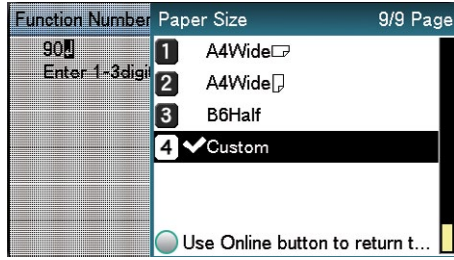 Function Number
90
Enter 1-3digi
Paper Size 9/9 Page
1 A4Wide
2 A4Wide
3 B6Half
4 Custom
Use Online button to return t...